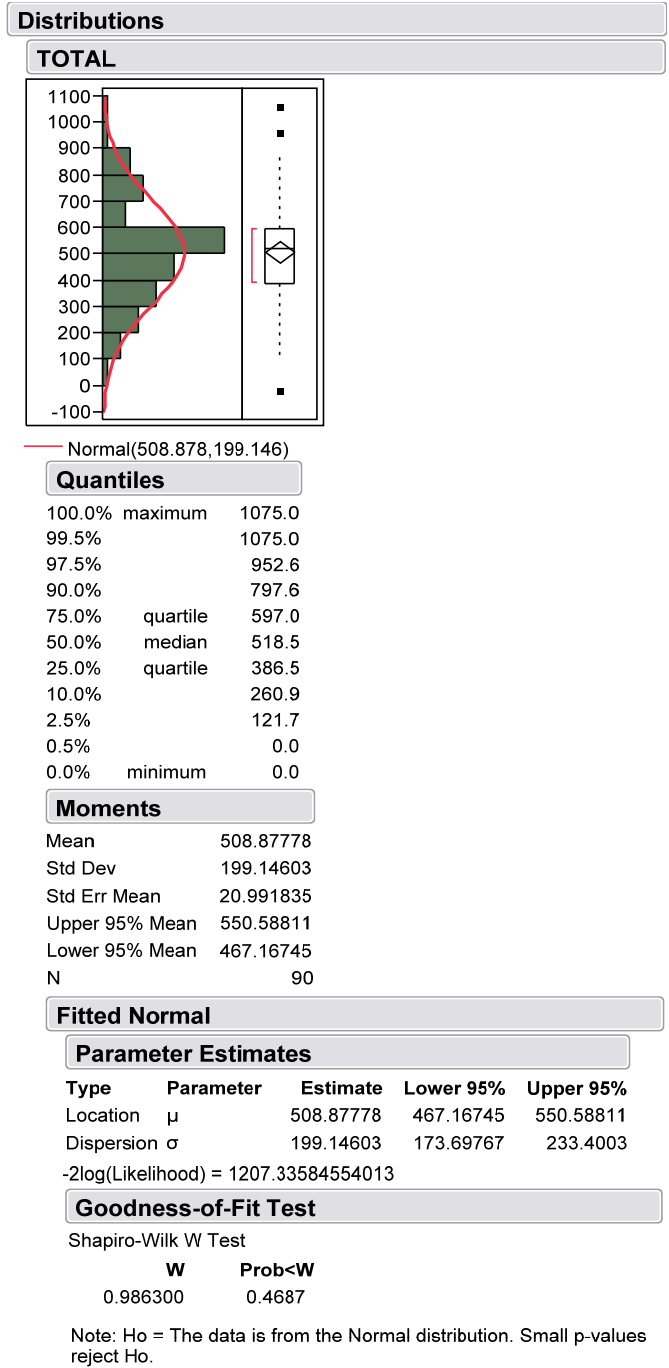 Distributions
TOTAL
1100
1000
900
800
700
600
500
400
300
200
100
0
-100
Normal(508.878,199.146)
Quantiles
100.0% maximum 1075.0
99.5% 1075.0
97.5% 952.6
90.0% 797.6
75.0% quartile 597.0
50.0% median 518.5
25.0% quartile 386.5
10.0% 260.9
2.5% 121.7
0.5% 0.0
0.0% minimum 0.0
Moments
Mean 508.87778
Std Dev 199.14603
Std Err Mean 20.991835
Upper 95% Mean 550.58811
Lower 95% Mean 467.16745
N 90
Fitted Normal
Parameter Estimates
Type Parameter Estimate Lower 95% Upper 95%
Location μ 508.87778 467.16745 550.58811
Dispersion σ 199.14603 173.69767 233.4003
-2log(Likelihood) = 1207.33584554013
Goodness-of-Fit Test
Shapiro-Wilk W Test
W Prob<W
0.986300 0.4687
Note: Ho = The data is from the Normal distribution. Small p-values
reject Ho.